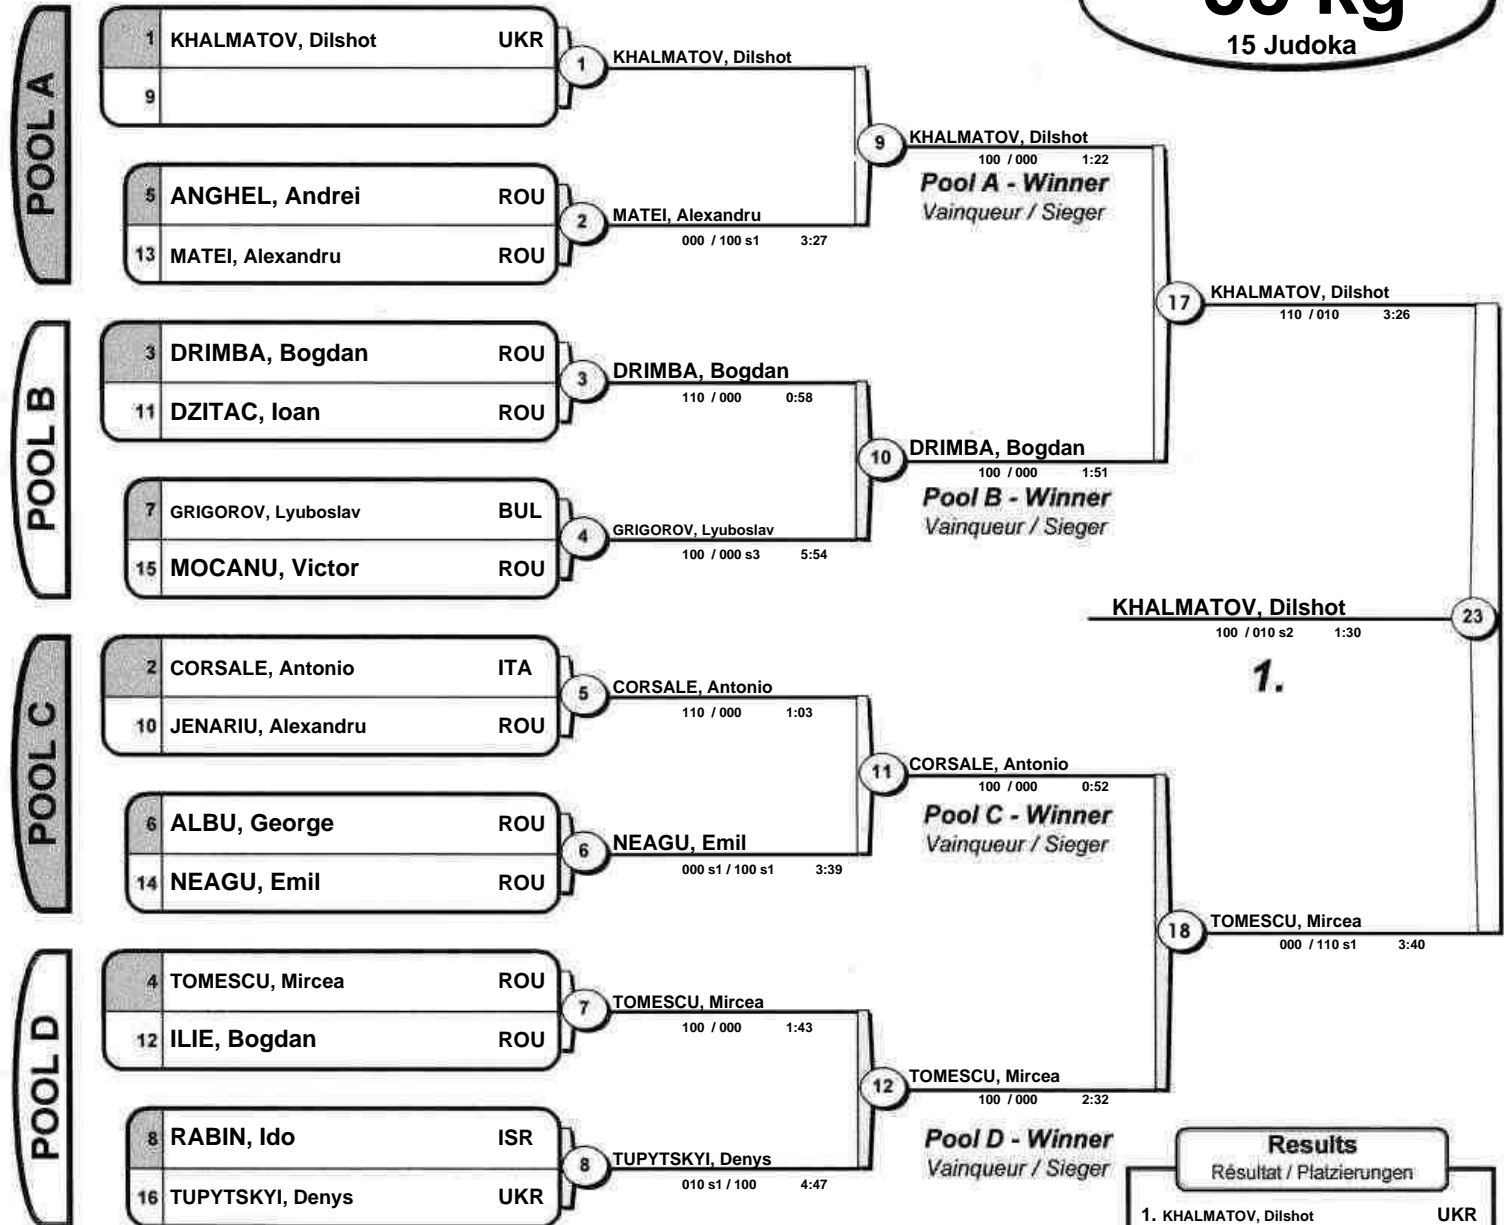 15 Judoka
POOL A
1 KHALMATOV, Dilshot UKR
9
1
KHALMATOV, Dilshot
5 ANGHEL, Andrei ROU
13 MATEI, Alexandru ROU
2
MATEI, Alexandru
000 / 100 s1 3:27
9
KHALMATOV, Dilshot
100 / 000 1:22
Pool A - Winner
Vainqueur / Sieger
POOL B
3 DRIMBA, Bogdan ROU
11 DZITAC, Ioan ROU
3
DRIMBA, Bogdan
110 / 000 0:58
7 GRIGOROV, Lyuboslav BUL
15 MOCANU, Victor ROU
4
GRIGOROV, Lyuboslav
100 / 000 s3 5:54
10
DRIMBA, Bogdan
100 / 000 1:51
Pool B - Winner
Vainqueur / Sieger
17
KHALMATOV, Dilshot
110 / 010 3:26
POOL C
2 CORSALE, Antonio ITA
10 JENARIU, Alexandru ROU
5
CORSALE, Antonio
110 / 000 1:03
6 ALBU, George ROU
14 NEAGU, Emil ROU
6
NEAGU, Emil
000 s1 / 100 s1 3:39
11
CORSALE, Antonio
100 / 000 0:52
Pool C - Winner
Vainqueur / Sieger
POOL D
4 TOMESCU, Mircea ROU
12 ILIE, Bogdan ROU
7
TOMESCU, Mircea
100 / 000 1:43
8 RABIN, Ido ISR
16 TUPYTSKYI, Denys UKR
8
TUPYTSKYI, Denys
010 s1 / 100 4:47
12
TOMESCU, Mircea
100 / 000 2:32
Pool D - Winner
Vainqueur / Sieger
18
TOMESCU, Mircea
000 / 110 s1 3:40
KHALMATOV, Dilshot
100 / 010 s2 1:30
23
1.
Results
Résultat / Platzierungen
1. KHALMATOV, Dilshot UKR